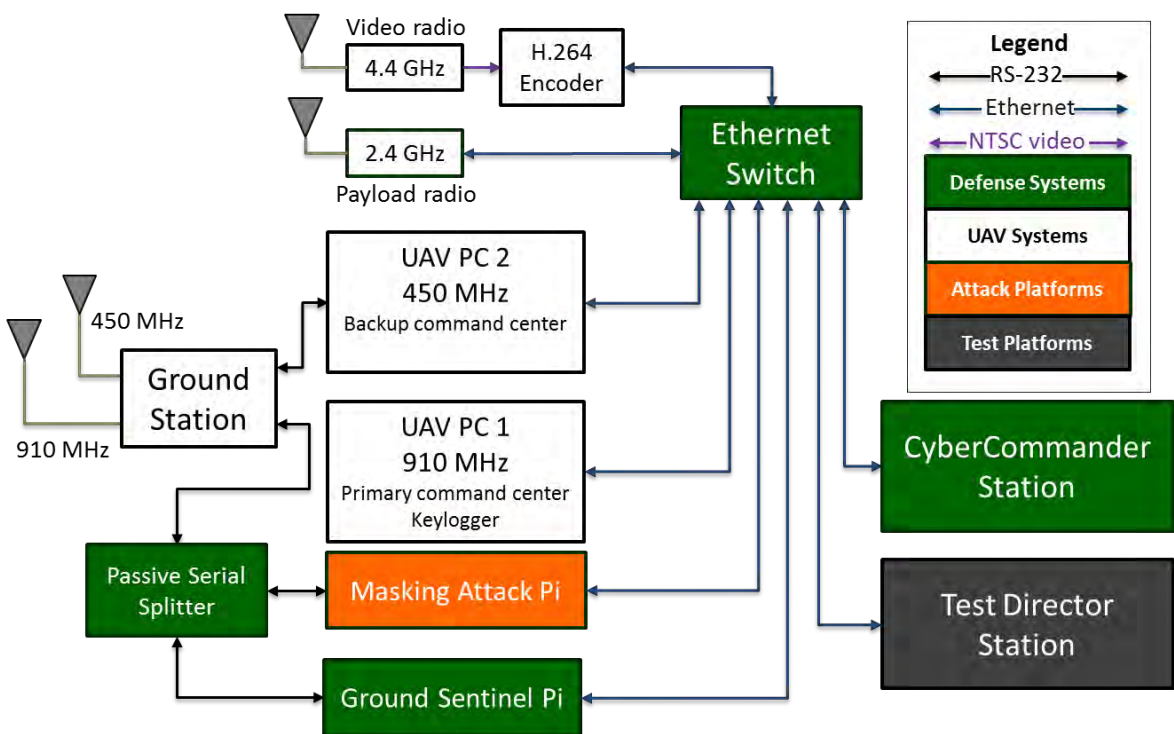 Video radio
4.4 GHz
H.264
Encoder
2.4 GHz
Payload radio
Ethernet
Switch
Legend
RS-232
Ethernet
NTSC video
Defense Systems
UAV Systems
Attack Platforms
Test Platforms
UAV PC 2
450 MHz
Backup command center
450 MHz
Ground
Station
910 MHz
UAV PC 1
910 MHz
Primary command center
Keylogger
CyberCommander
Station
Passive Serial
Splitter
Masking Attack Pi
Test Director
Station
Ground Sentinel Pi